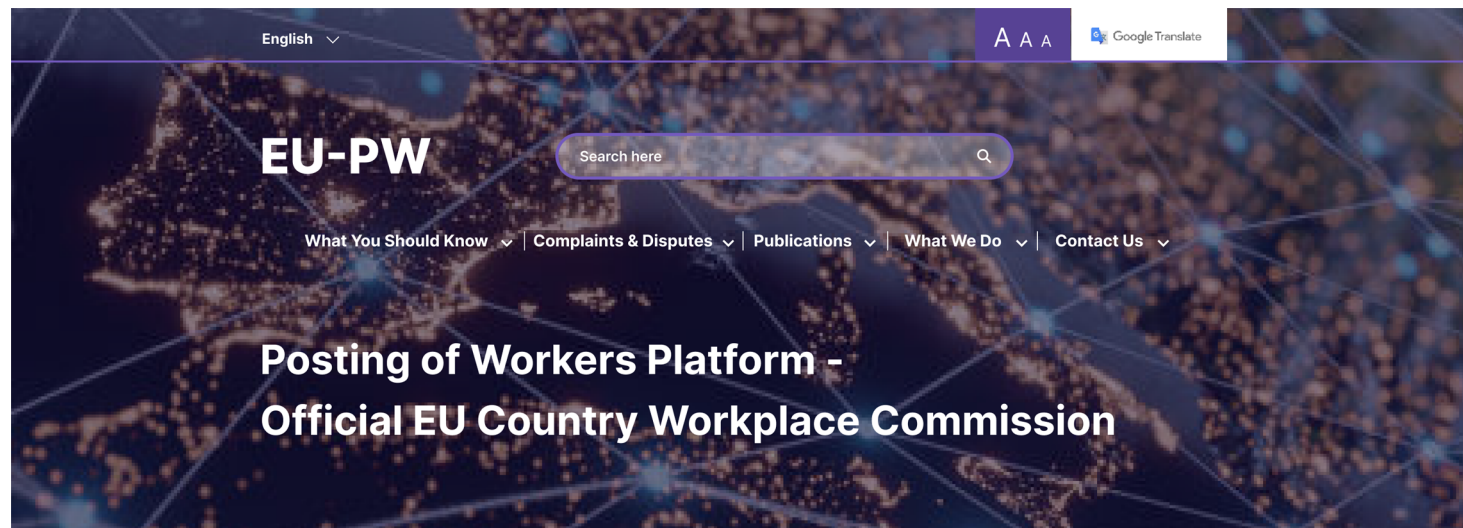 English
A A A
Google Translate
EU-PW
Search here
What You Should Know
Complaints & Disputes
Publications
What We Do
Contact Us
Posting of Workers Platform -
Official EU Country Workplace Commission